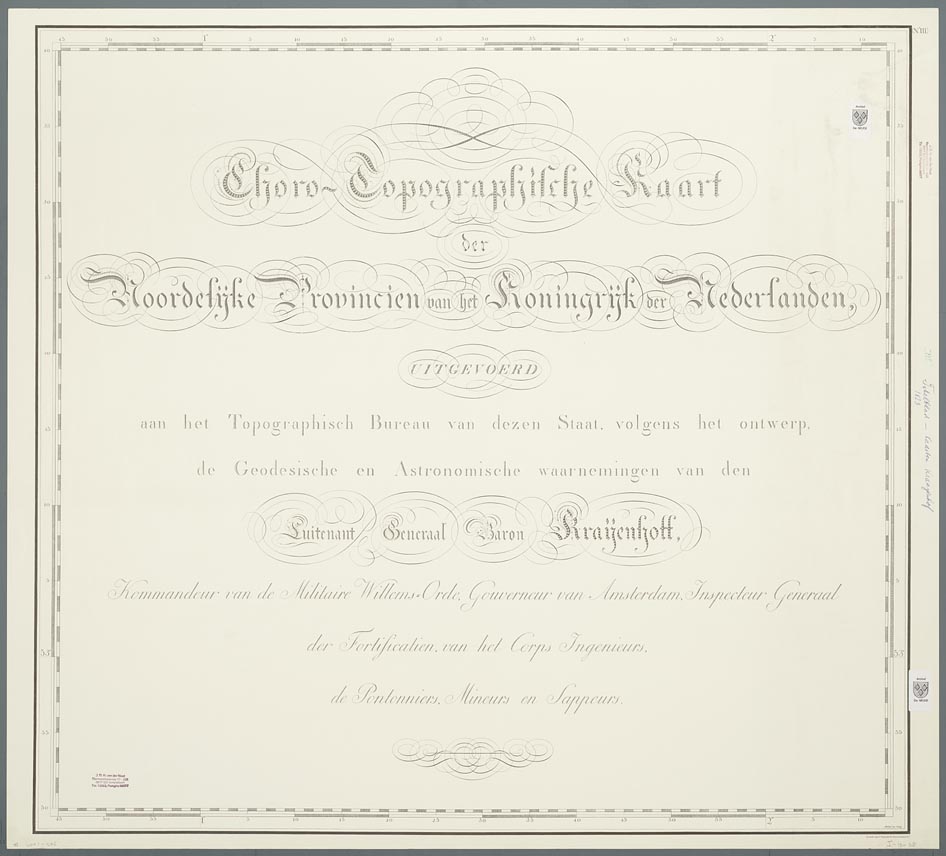 Choro-Topographische Kaart
der
Noordelijke Provincien van het Koningrijk der Nederlanden,
UITGEVOERD
aan het Topographisch Bureau van dezen Staat, volgens het ontwerp,
de Geodesische en Astronomische waarnemingen van den
Luitenant Generaal Baron Kraijenhoff,
Kommandeur van de Militaire Willems-Orde, Gouverneur van Amsterdam, Inspecteur Generaal
der Fortificatien, van het Corps Ingenieurs,
de Pontonniers, Mineurs en Sappeurs.